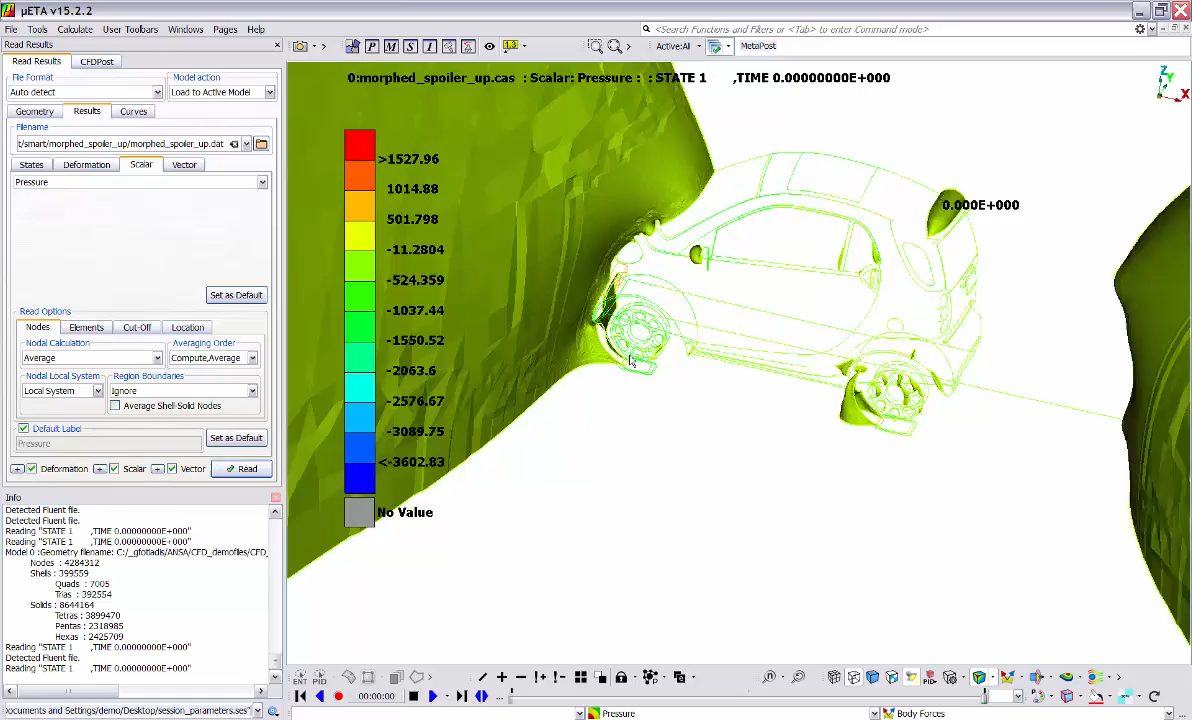 µETA v15.2.2
File Tools Calculate User Toolbars Windows Pages Help
<Search Functions and Filters or <Tab> to enter Command mode>
Read Results
Read Results CFDPost
File Format Model action
Auto detect Load to Active Model
Geometry Results Curves
Filename
t/smart/morphed_spoiler_up/morphed_spoiler_up.dat
States Deformation Scalar Vector
Pressure
Set as Default
Read Options
Nodes Elements Cut-Off Location
Nodal Calculation Averaging Order
Average Compute,Average
Nodal Local System Region Boundaries
Local System Ignore
Average Shell-Solid Nodes
Default Label
Pressure Set as Default
Deformation Scalar Vector Read
Info
Detected Fluent file.
Detected Fluent file.
Reading "STATE 1 ,TIME 0.00000000E+000"
Reading "STATE 1 ,TIME 0.00000000E+000"
Model 0 :Geometry filename: C:/_gfotiadis/ANSA/CFD_demofiles/CFD_
Nodes : 4284312
Shells : 399559
Quads : 7005
Trias : 392554
Solids : 8644164
Tetras : 3899470
Pentas : 2318985
Hexas : 2425709
Reading "STATE 1 ,TIME 0.00000000E+000"
Detected Fluent file.
Reading "STATE 1 ,TIME 0.00000000E+000"
ocuments and Settings/demo/Desktop/session_parameters.ses"
P M S I 1.3 Active:All MetaPost
0:morphed_spoiler_up.cas : Scalar: Pressure : : STATE 1 ,TIME 0.00000000E+000
Z
Y
X
>1527.96
1014.88
501.798
-11.2804
-524.359
-1037.44
-1550.52
-2063.6
-2576.67
-3089.75
<-3602.83
No Value
0.000E+000
ENT PID PID
00:00:00
Pressure Body Forces